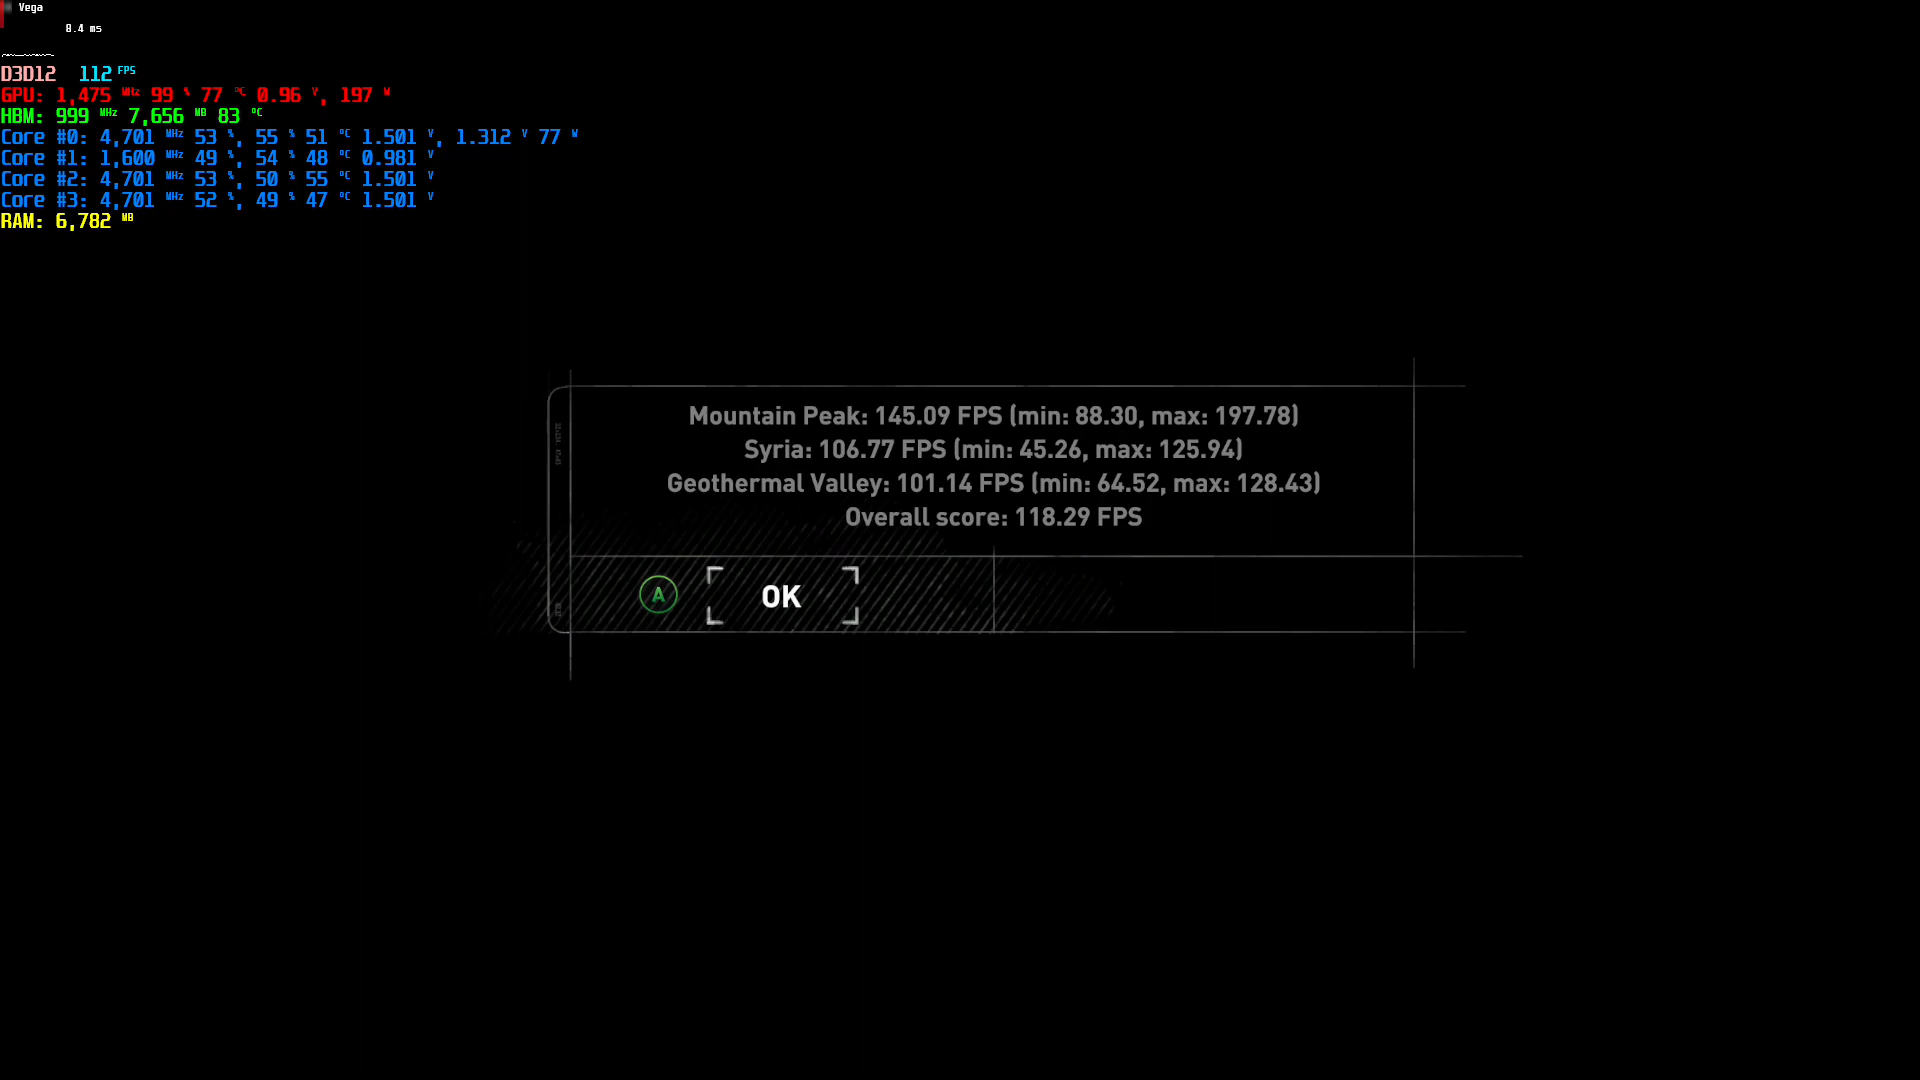 Vega
8.4 ms
D3D12 112 FPS
GPU: 1,475 MHz 99 % 77 °C 0.96 V, 197 W
HBM: 999 MHz 7,656 MB 83 °C
Core #0: 4,701 MHz 53 %, 55 % 51 °C 1.501 V, 1.312 V 77 W
Core #1: 1,600 MHz 49 %, 54 % 48 °C 0.981 V
Core #2: 4,701 MHz 53 %, 50 % 55 °C 1.501 V
Core #3: 4,701 MHz 52 %, 49 % 47 °C 1.501 V
RAM: 6,782 MB
Mountain Peak: 145.09 FPS (min: 88.30, max: 197.78)
Syria: 106.77 FPS (min: 45.26, max: 125.94)
Geothermal Valley: 101.14 FPS (min: 64.52, max: 128.43)
Overall score: 118.29 FPS
A OK